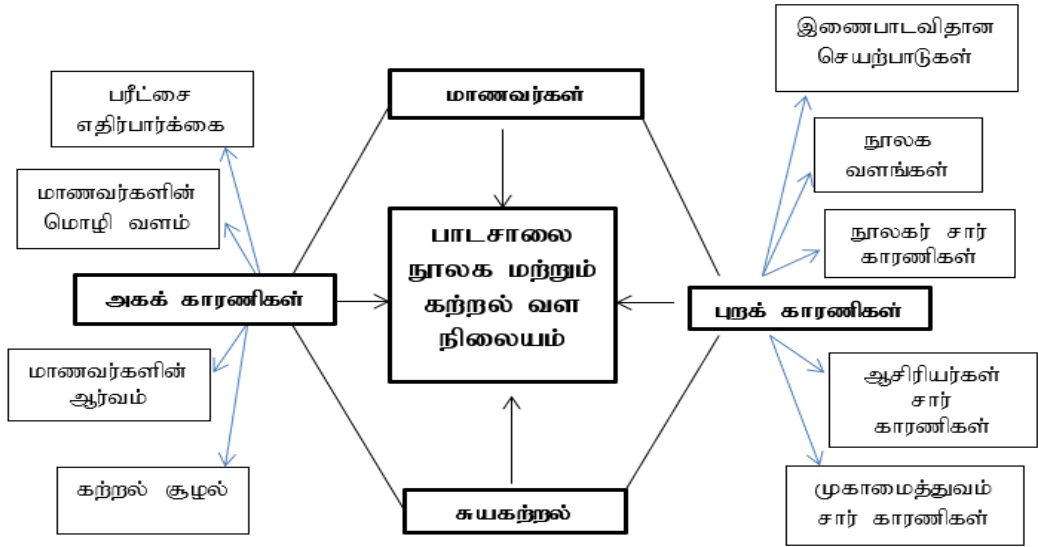 இணைபாடவிதான
செயற்பாடுகள்
மாணவர்கள்
பரீட்சை
எதிர்பார்க்கை
நூலக
வளங்கள்
மாணவர்களின்
மொழி வளம்
பாடசாலை
நூலக மற்றும்
கற்றல் வள
நிலையம்
நூலகர் சார்
காரணிகள்
அகக் காரணிகள்
புறக் காரணிகள்
மாணவர்களின்
ஆர்வம்
ஆசிரியர்கள்
சார்
காரணிகள்
கற்றல் சூழல்
சுயகற்றல்
முகாமைத்துவம்
சார் காரணிகள்